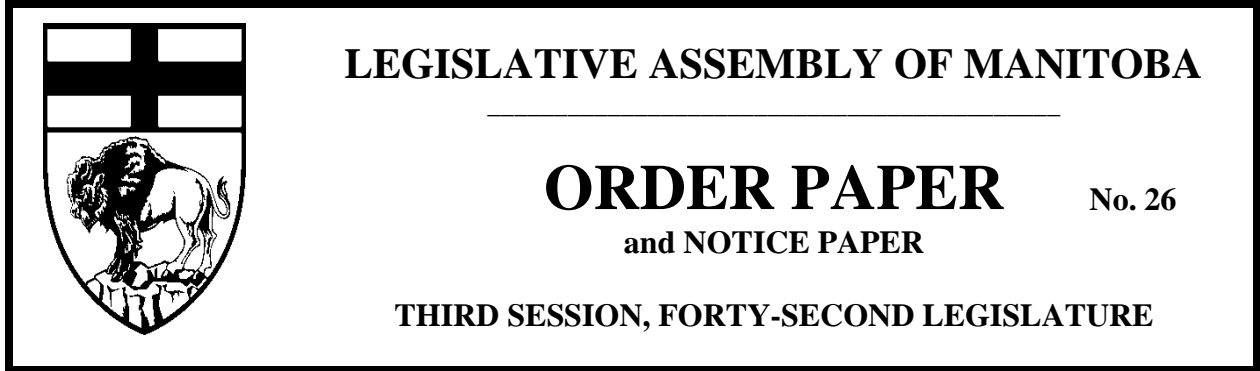 LEGISLATIVE ASSEMBLY OF MANITOBA
ORDER PAPER No. 26
and NOTICE PAPER
THIRD SESSION, FORTY-SECOND LEGISLATURE